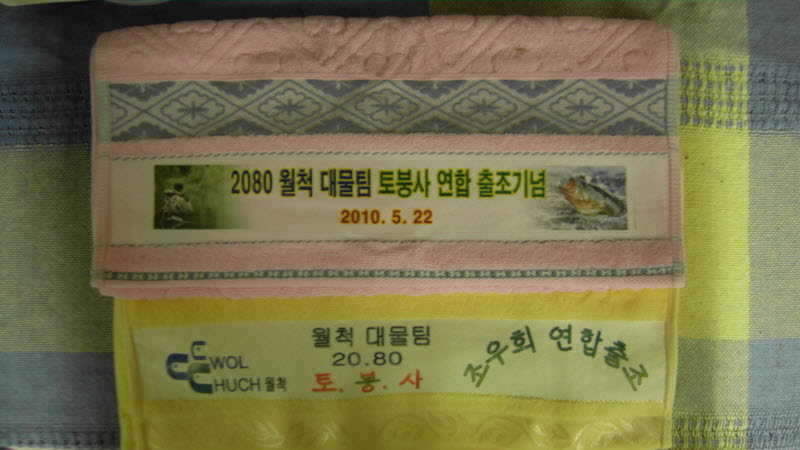 2080 월척 대물팀 토봉사 연합 출조기념
2010. 5. 22
월척 대물팀
20.80
토.봉.사
WOL
CHUCH 월척
조우회 연합출조